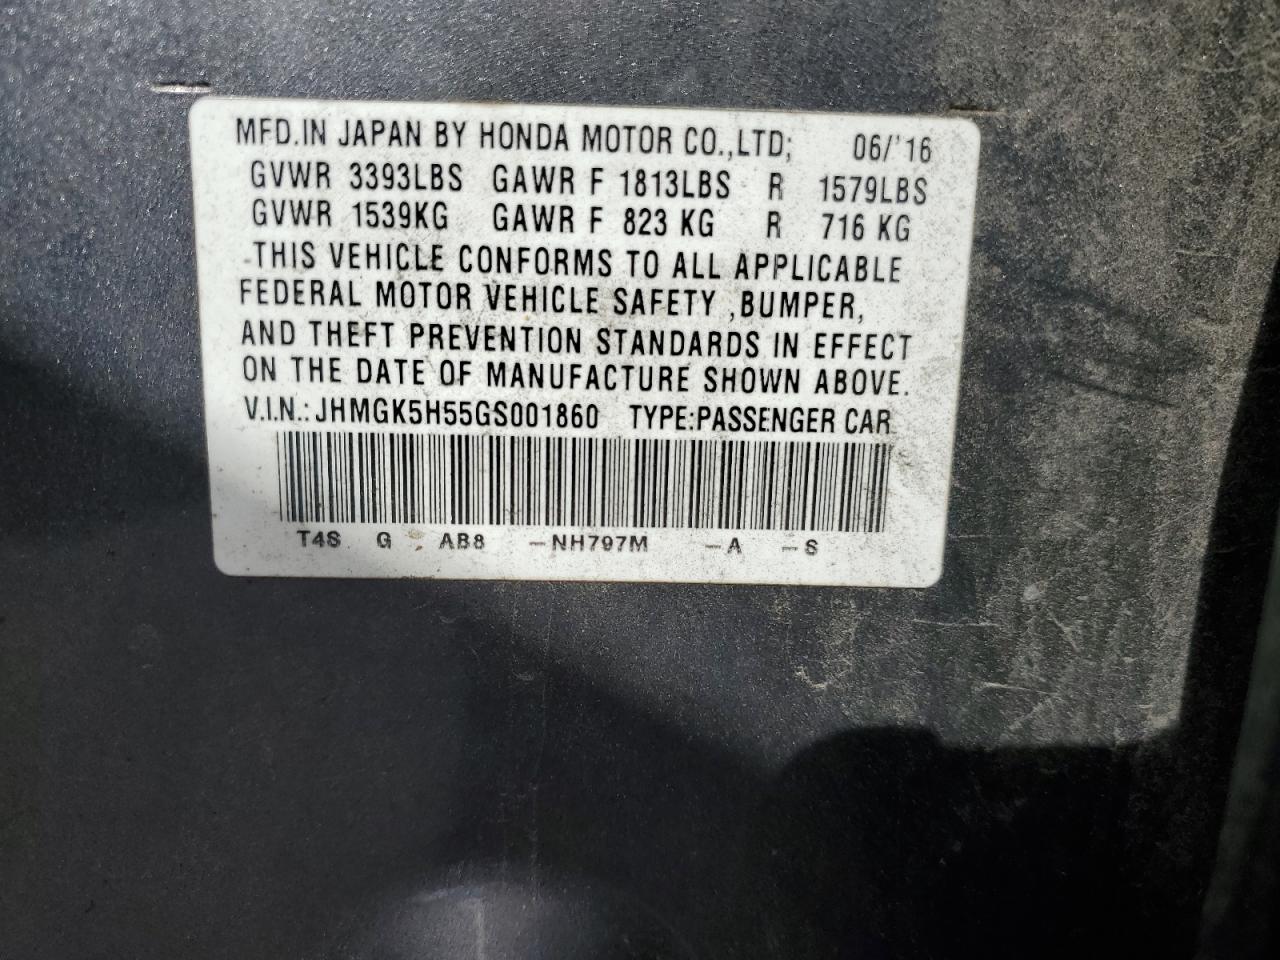 MFD.IN JAPAN BY HONDA MOTOR CO.,LTD; 06/'16
GVWR 3393LBS GAWR F 1813LBS R 1579LBS
GVWR 1539KG GAWR F 823 KG R 716 KG
THIS VEHICLE CONFORMS TO ALL APPLICABLE
FEDERAL MOTOR VEHICLE SAFETY ,BUMPER,
AND THEFT PREVENTION STANDARDS IN EFFECT
ON THE DATE OF MANUFACTURE SHOWN ABOVE.
V.I.N.: JHMGK5H55GS001860 TYPE:PASSENGER CAR
T4S G AB8 -NH797M -A -S